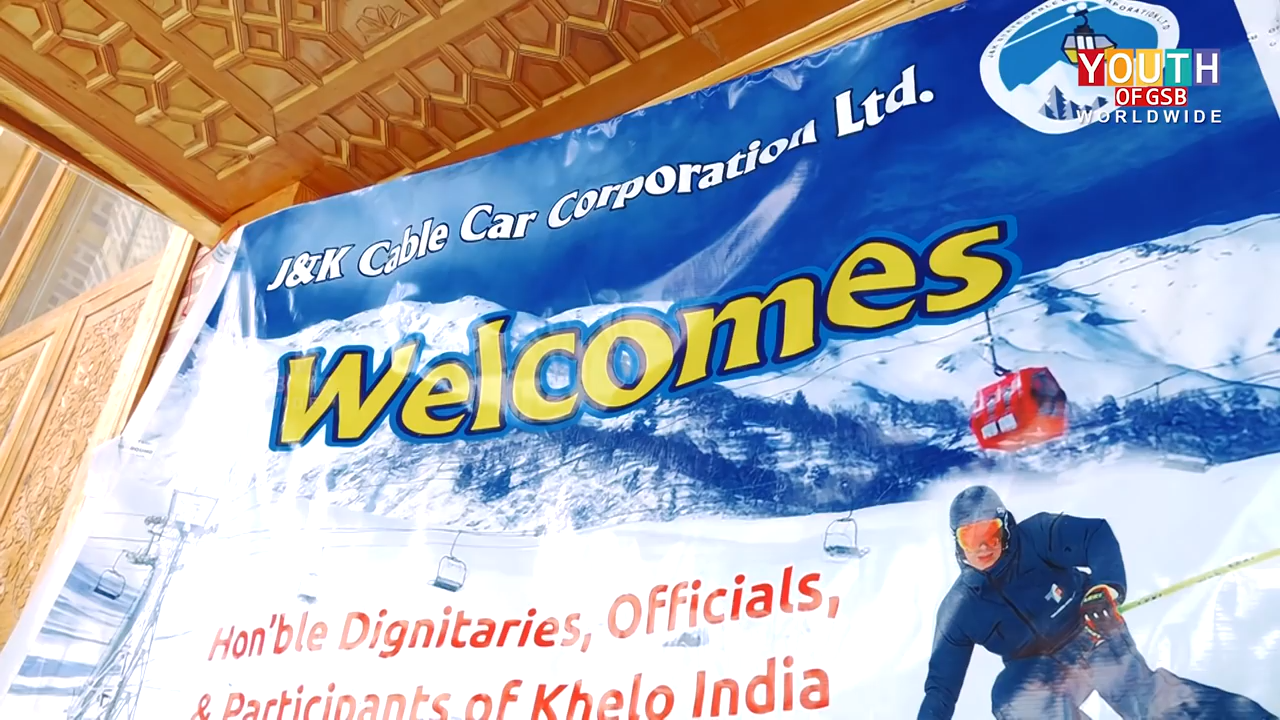 J&K Cable Car Corporation Ltd.
YOUTH
OF GSB
WORLDWIDE
Welcomes
Hon'ble Dignitaries, Officials,
& Participants of Khelo India